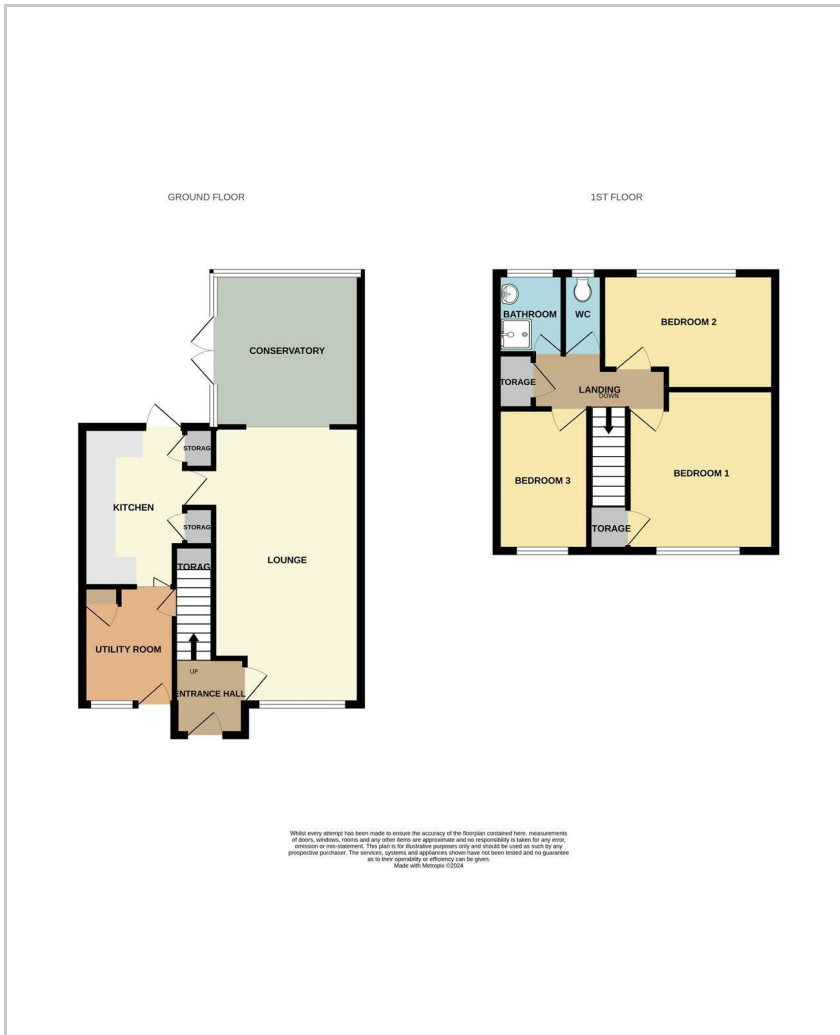 GROUND FLOOR
1ST FLOOR
CONSERVATORY
STORAG
KITCHEN
STORAG
LOUNGE
TORAG
UTILITY ROOM
UP
ENTRANCE HALL
BATHROOM
WC
BEDROOM 2
TORAGE
LANDING
DOWN
BEDROOM 3
BEDROOM 1
TORAGE
Whilst every attempt has been made to ensure the accuracy of the floorplan contained here, measurements
of doors, windows, rooms and any other items are approximate and no responsibility is taken for any error,
omission or mis-statement. This plan is for illustrative purposes only and should be used as such by any
prospective purchaser. The services, systems and appliances shown have not been tested and no guarantee
as to their operability or efficiency can be given.
Made with Metropix ©2024